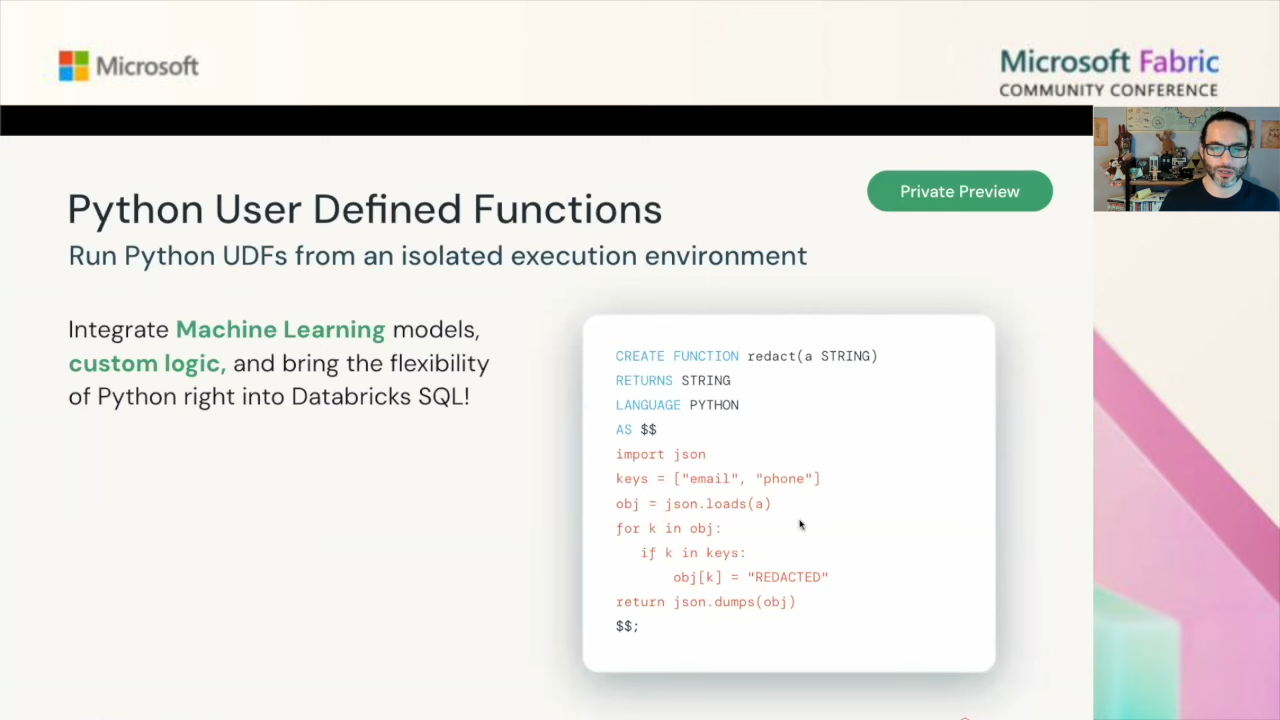 Microsoft
Microsoft Fabric
COMMUNITY CONFERENCE
Private Preview
Python User Defined Functions
Run Python UDFs from an isolated execution environment
Integrate Machine Learning models,
custom logic, and bring the flexibility
of Python right into Databricks SQL!
CREATE FUNCTION redact(a STRING)
RETURNS STRING
LANGUAGE PYTHON
AS $$
import json
keys = ["email", "phone"]
obj = json.loads(a)
for k in obj:
if k in keys:
obj[k] = "REDACTED"
return json.dumps(obj)
$$;